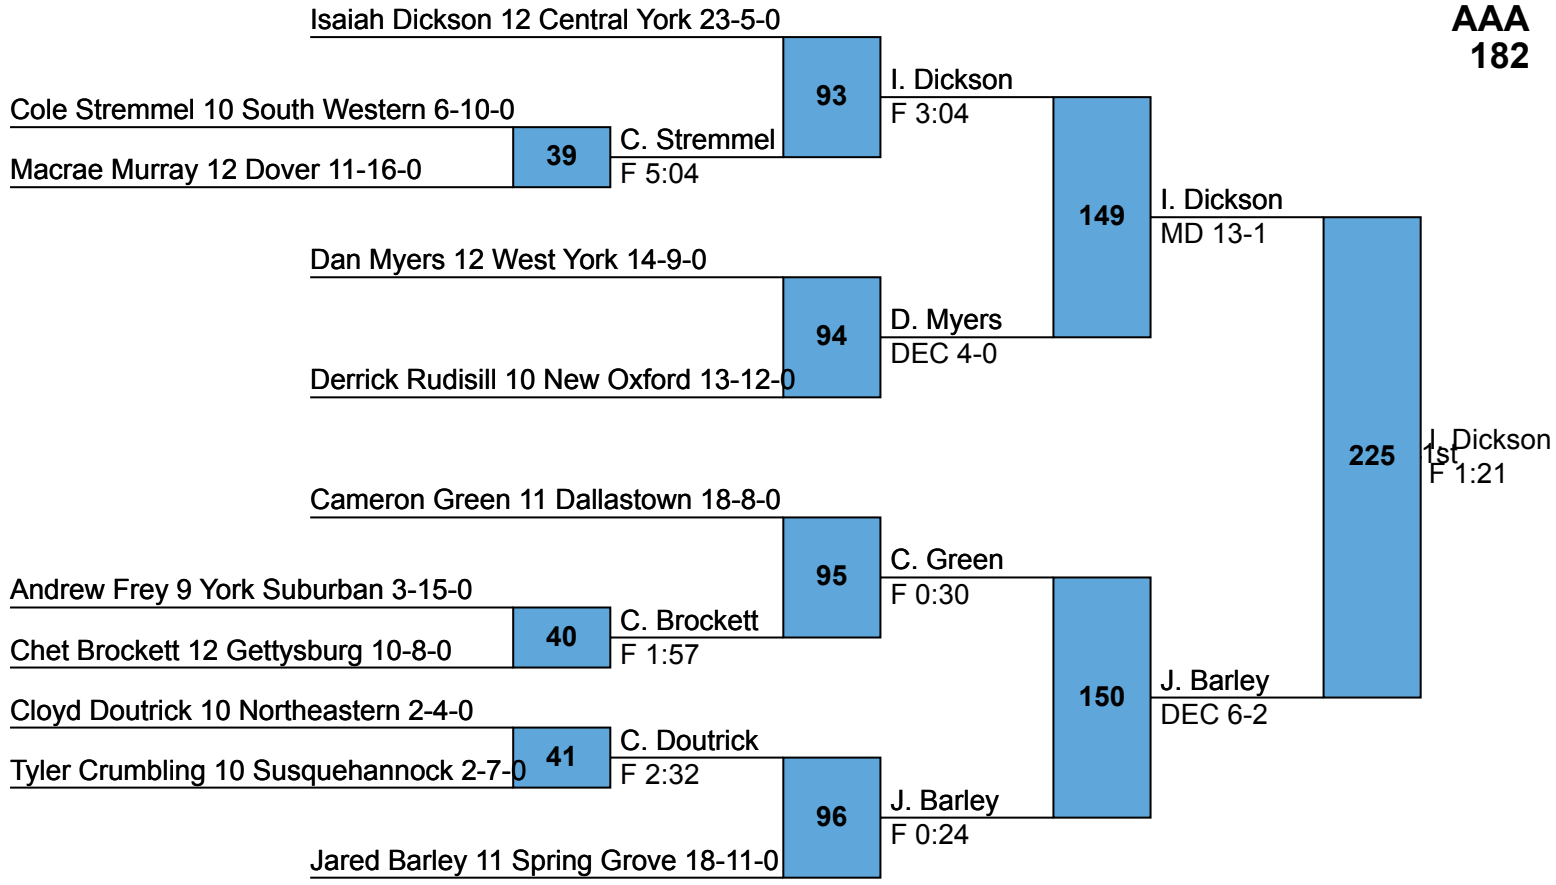 AAA
182
Isaiah Dickson 12 Central York 23-5-0
93
I. Dickson
F 3:04
Cole Stremmel 10 South Western 6-10-0
39
C. Stremmel
F 5:04
Macrae Murray 12 Dover 11-16-0
149
I. Dickson
MD 13-1
Dan Myers 12 West York 14-9-0
94
D. Myers
DEC 4-0
Derrick Rudisill 10 New Oxford 13-12-0
225
1st
I. Dickson
F 1:21
Cameron Green 11 Dallastown 18-8-0
95
C. Green
F 0:30
Andrew Frey 9 York Suburban 3-15-0
40
C. Brockett
F 1:57
Chet Brockett 12 Gettysburg 10-8-0
150
J. Barley
DEC 6-2
Cloyd Doutrick 10 Northeastern 2-4-0
41
C. Doutrick
F 2:32
Tyler Crumbling 10 Susquehannock 2-7-0
96
J. Barley
F 0:24
Jared Barley 11 Spring Grove 18-11-0